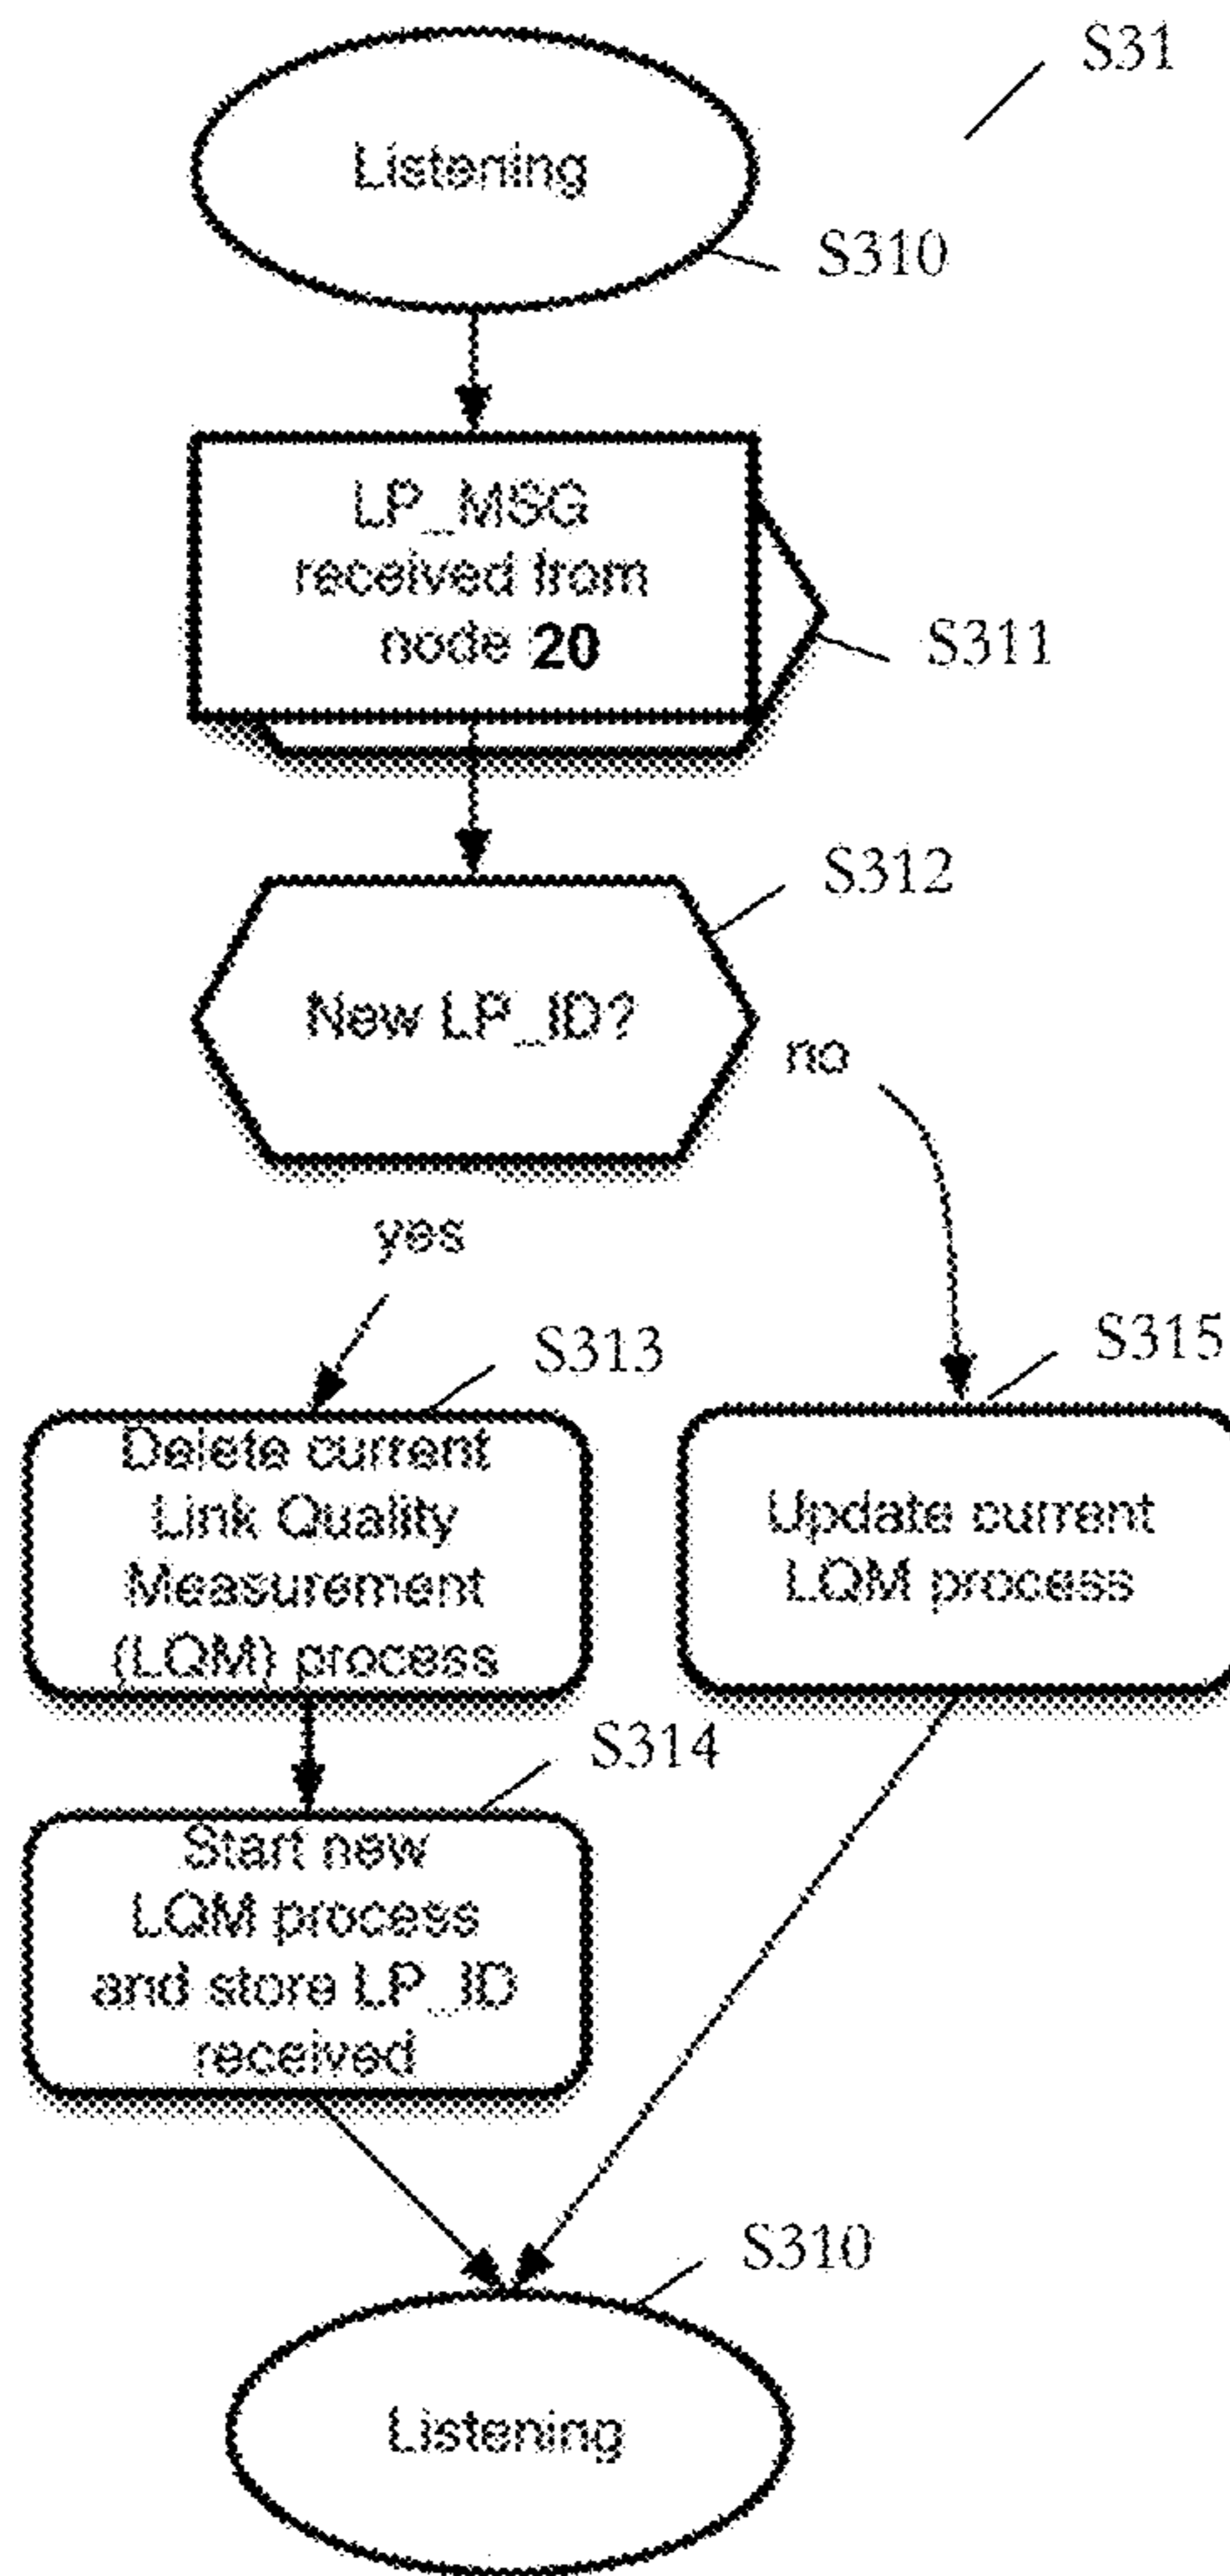 S31
Listening
S310
LP_MSG
received from
node 20
S311
S312
New LP_ID?
no
yes
S313
S315
Delete current
Link Quality
Measurement
(LQM) process
Update current
LQM process
S314
Start new
LQM process
and store LP_ID
received
S310
Listening